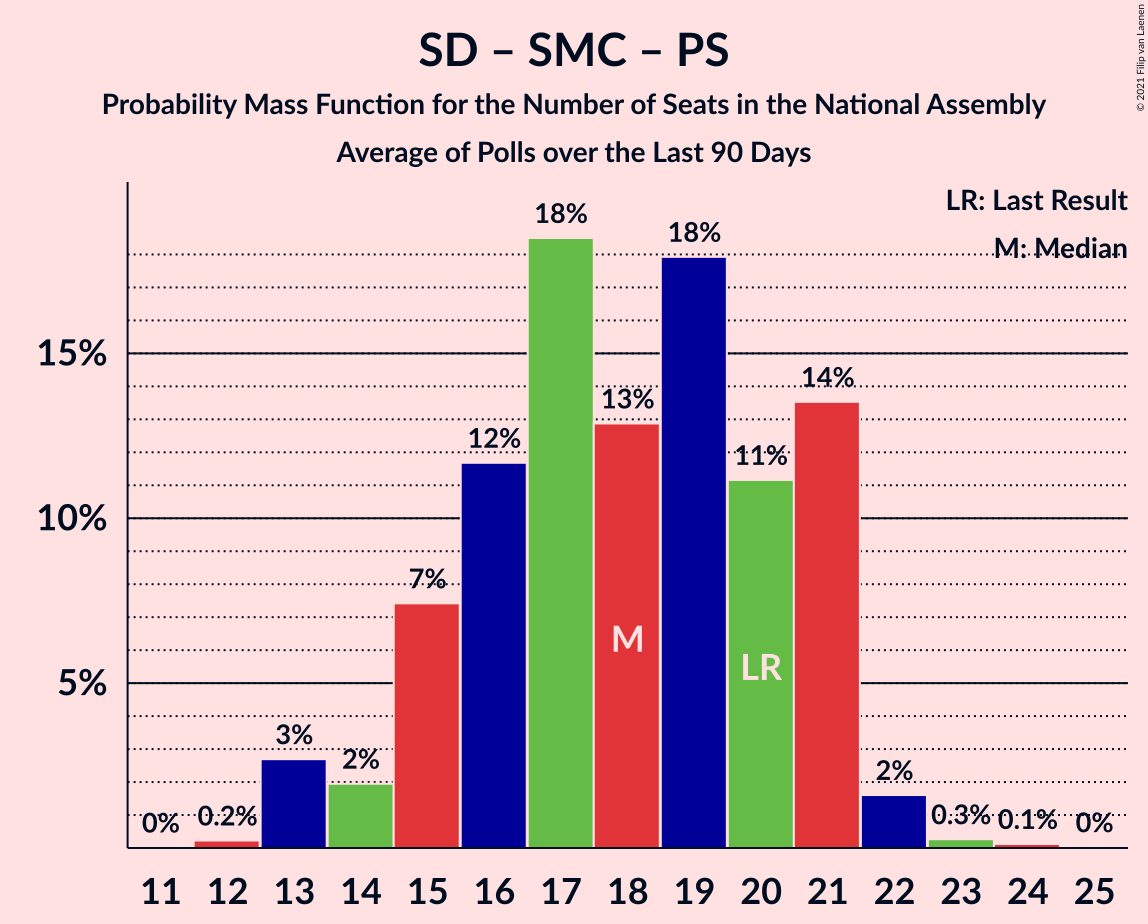 SD – SMC – PS
Probability Mass Function for the Number of Seats in the National Assembly
Average of Polls over the Last 90 Days
© 2021 Filip van Laenen
LR: Last Result
M: Median
15%
10%
5%
0%
0.2%
3%
2%
7%
12%
18%
13%
18%
11%
14%
2%
0.3%
0.1%
0%
M
LR
11 12 13 14 15 16 17 18 19 20 21 22 23 24 25